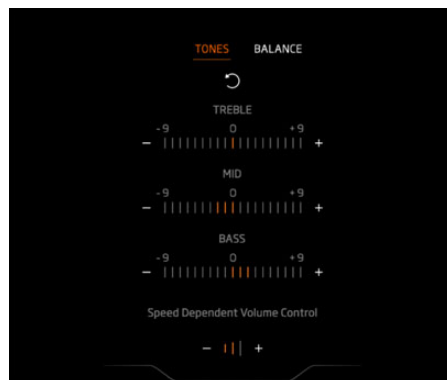 TONES BALANCE
TREBLE
-9 0 +9
- +
MID
-9 0 +9
- +
BASS
-9 0 +9
- +
Speed Dependent Volume Control
- +